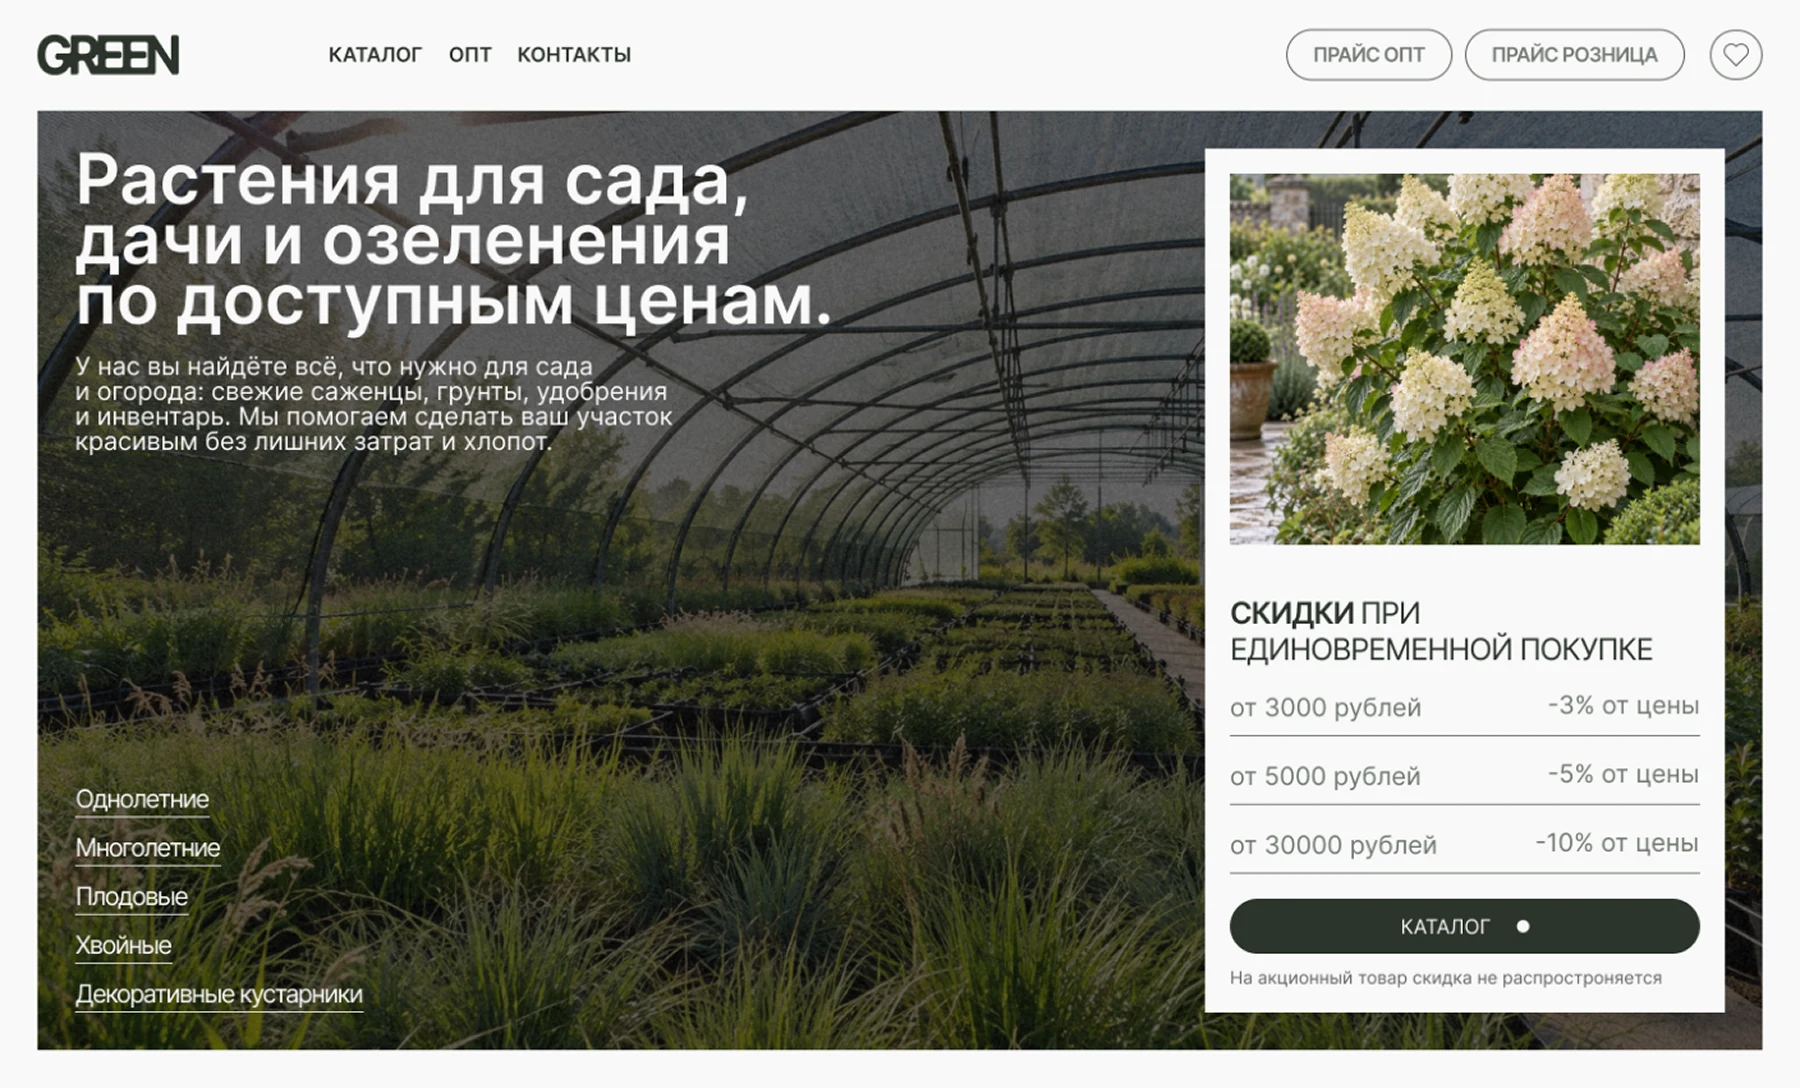 GREEN
КАТАЛОГ ОПТ КОНТАКТЫ
ПРАЙС ОПТ ПРАЙС РОЗНИЦА
Растения для сада,
дачи и озеленения
по доступным ценам.
У нас вы найдёте всё, что нужно для сада
и огорода: свежие саженцы, грунты, удобрения
и инвентарь. Мы помогаем сделать ваш участок
красивым без лишних затрат и хлопот.
Однолетние
Многолетние
Плодовые
Хвойные
Декоративные кустарники
СКИДКИ ПРИ
ЕДИНОВРЕМЕННОЙ ПОКУПКЕ
от 3000 рублей -3% от цены
от 5000 рублей -5% от цены
от 30000 рублей -10% от цены
КАТАЛОГ
На акционный товар скидка не распростроняется